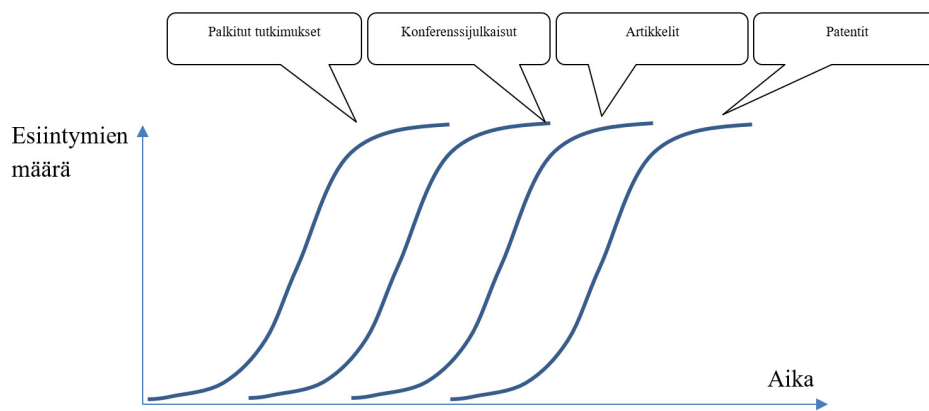 Palkitut tutkimukset
Konferenssijulkaisut
Artikkelit
Patentit
Esiintymien
määrä
Aika